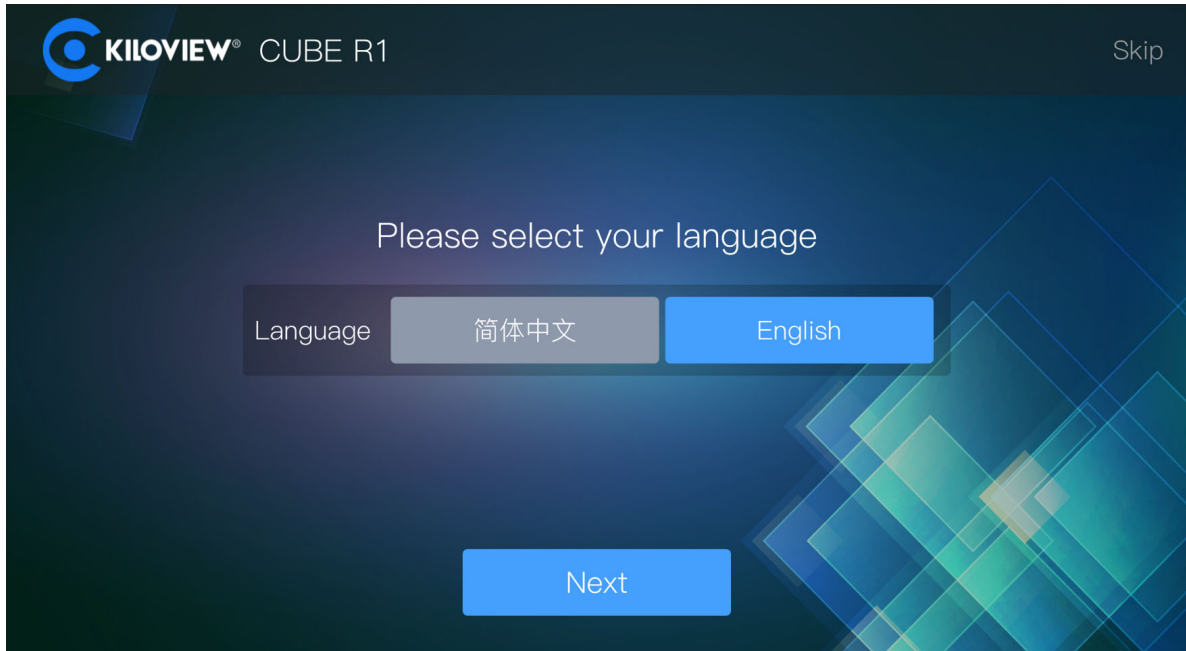 KILOVIEW® CUBE R1
Skip
Please select your language
Language 简体中文 English
Next